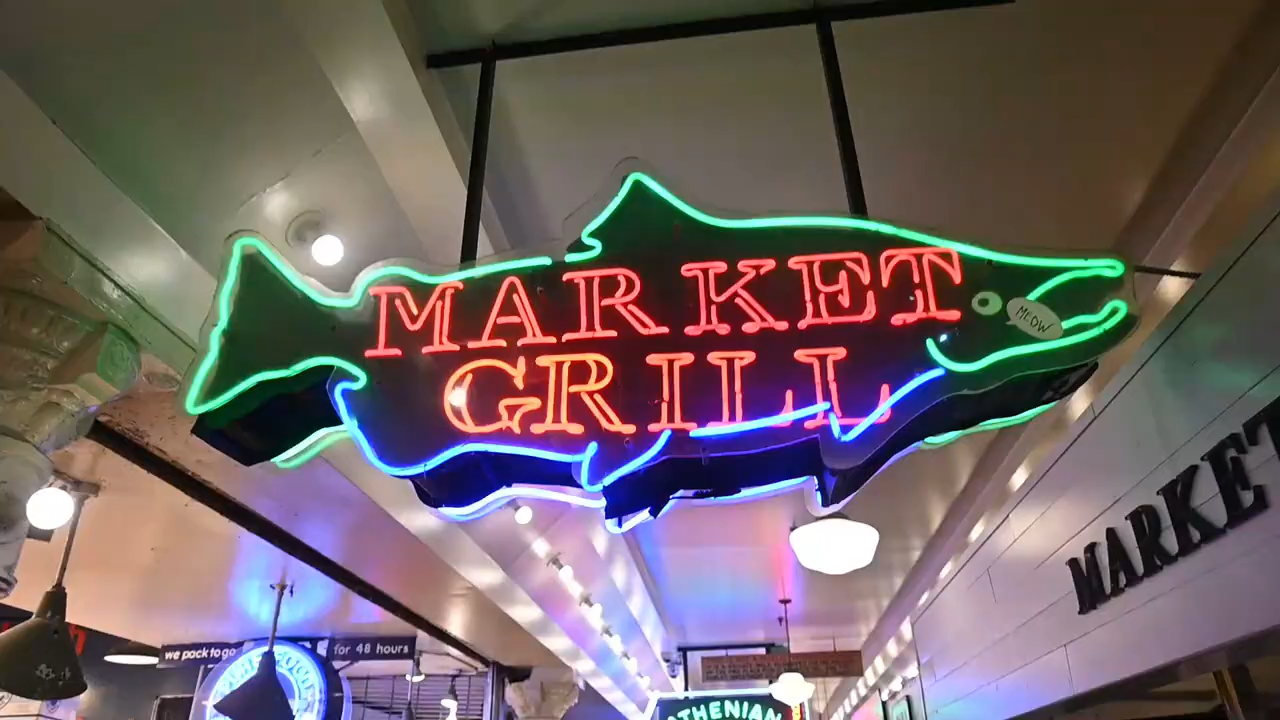 MARKET
GRILL
MEOW
MARKET
we pack to go
for 48 hours
ATHENIAN